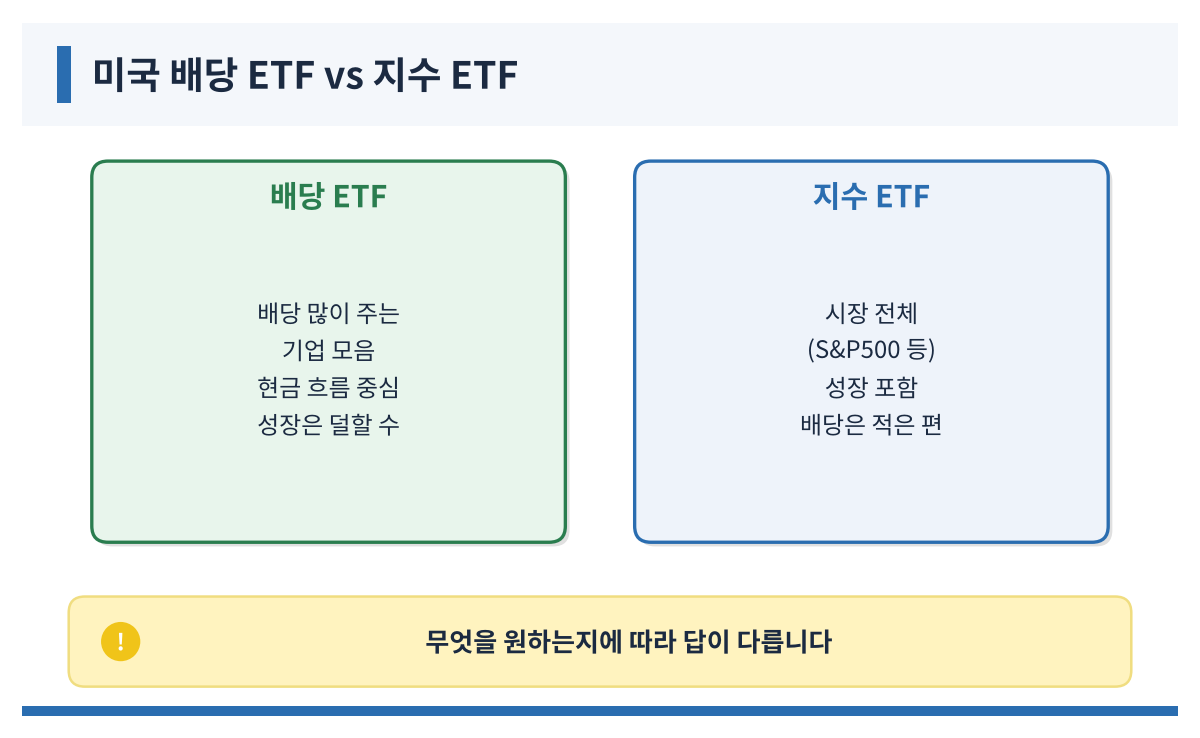 미국 배당 ETF vs 지수 ETF
배당 ETF
배당 많이 주는
기업 모음
현금 흐름 중심
성장은 덜할 수
지수 ETF
시장 전체
(S&P500 등)
성장 포함
배당은 적은 편
!
무엇을 원하는지에 따라 답이 다릅니다